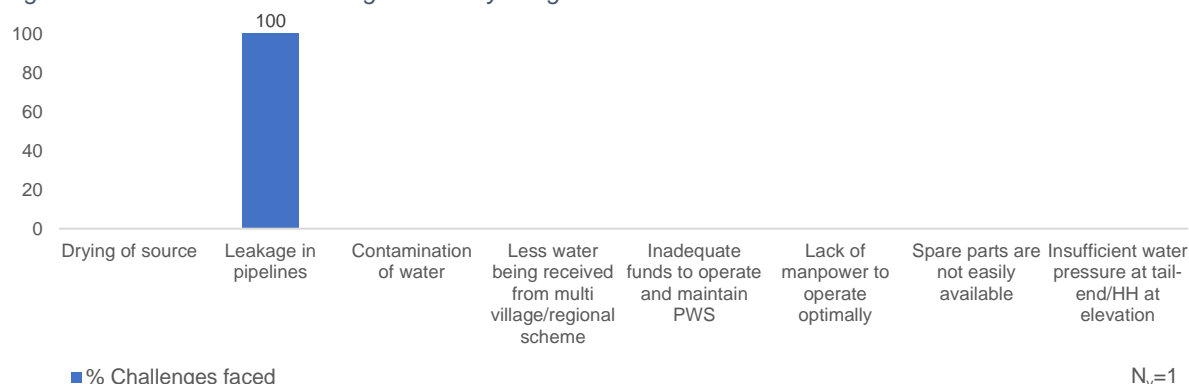 100
100
80
60
40
20
0
Drying of source
Leakage in
pipelines
Contamination
of water
Less water
being received
from multi
village/regional
scheme
Inadequate
funds to operate
and maintain
PWS
Lack of
manpower to
operate
optimally
Spare parts are
not easily
available
Insufficient water
pressure at tail-
end/HH at
elevation
% Challenges faced
Nᵥ=1